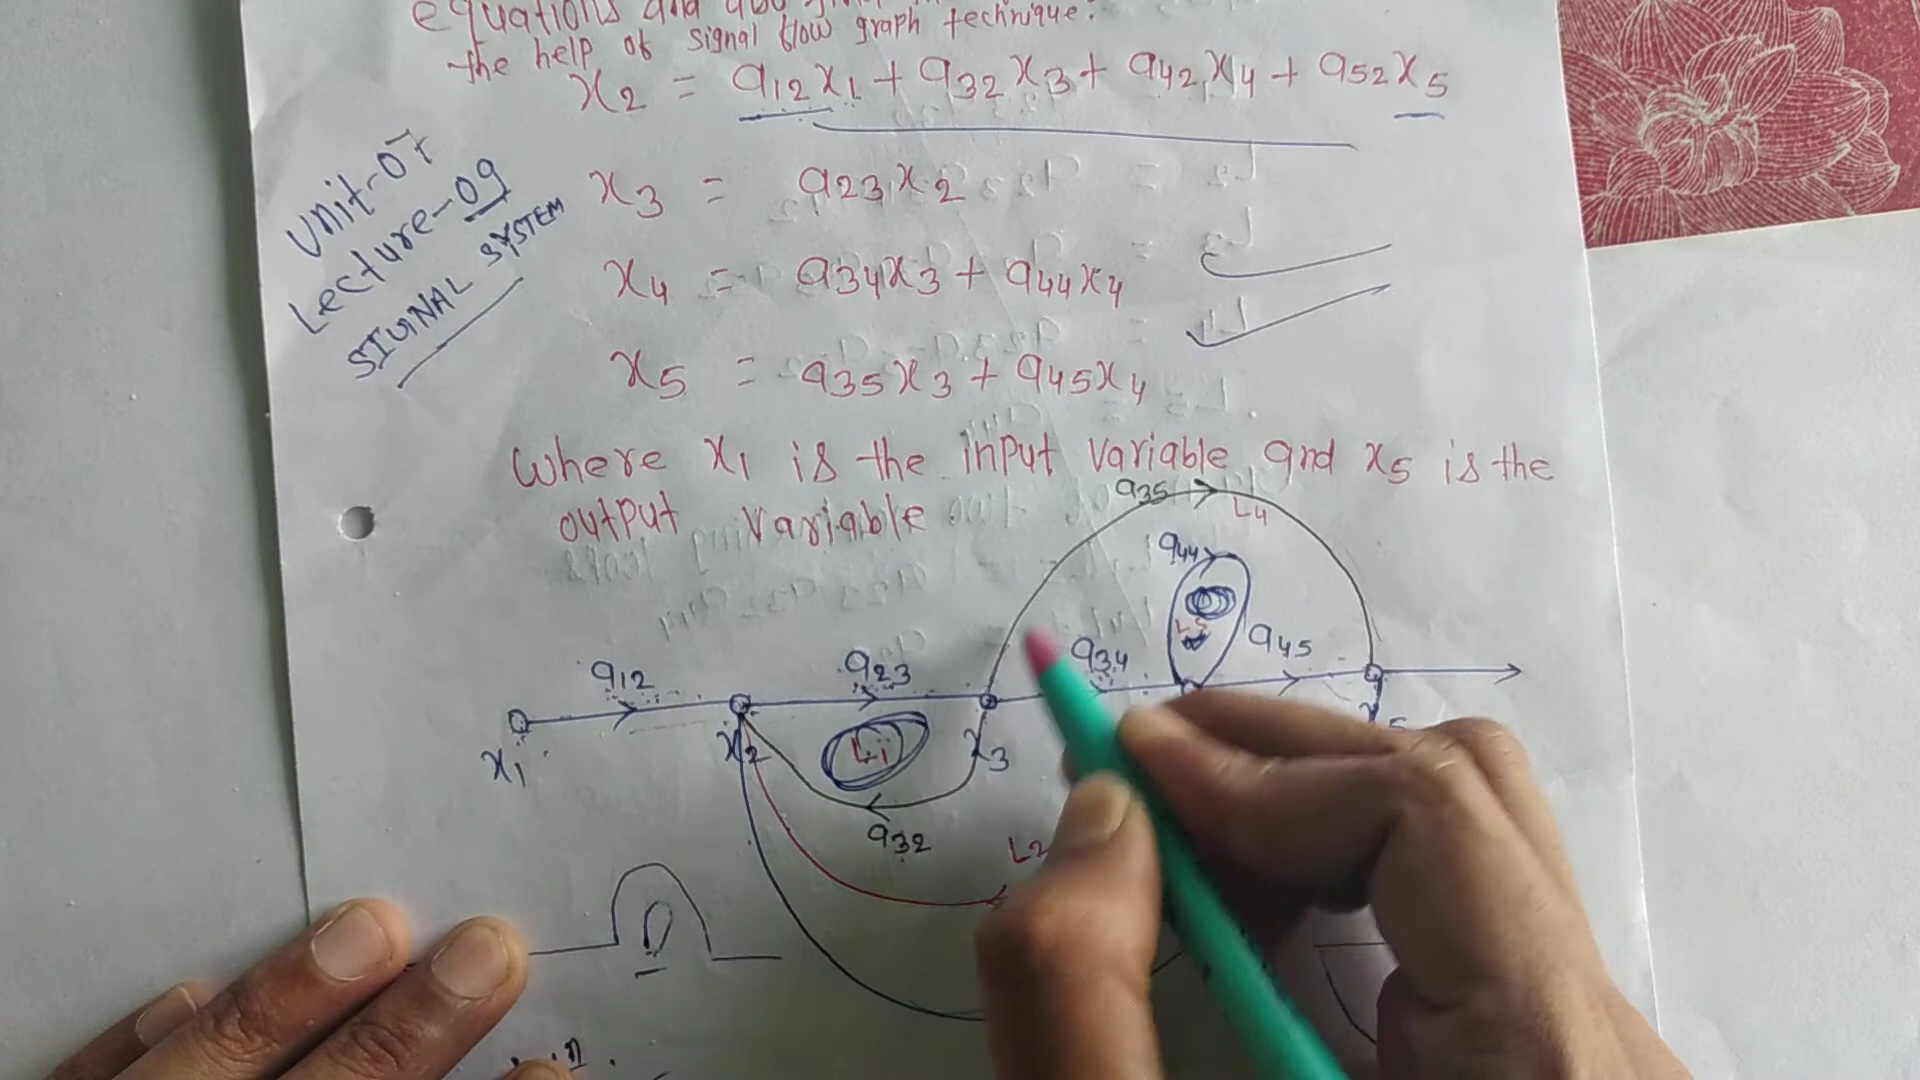 the help of signal flow graph technique.
x2 = a12x1 + a32x3 + a42x4 + a52x5
Unit-07
Lecture-09
SIGNAL SYSTEM
x3 = a23x2
x4 = a34x3 + a44x4
x5 = a35x3 + a45x4
Where x1 is the input variable and x5 is the
output variable
a35
L4
a44
L5
a45
a12
a23
a34
x1
x2
L1
x3
a32
L2